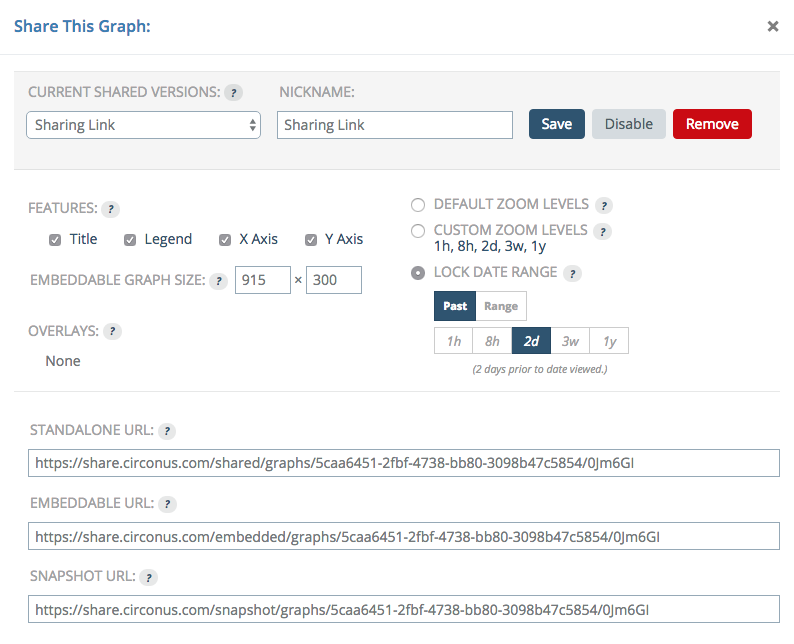 Share This Graph:
CURRENT SHARED VERSIONS: ? NICKNAME:
Sharing Link Sharing Link Save Disable Remove
FEATURES: ?
Title Legend X Axis Y Axis
EMBEDDABLE GRAPH SIZE: ? 915 × 300
OVERLAYS: ?
None
DEFAULT ZOOM LEVELS ?
CUSTOM ZOOM LEVELS ?
1h, 8h, 2d, 3w, 1y
LOCK DATE RANGE ?
Past Range
1h 8h 2d 3w 1y
(2 days prior to date viewed.)
STANDALONE URL: ?
https://share.circonus.com/shared/graphs/5caa6451-2fbf-4738-bb80-3098b47c5854/0Jm6GI
EMBEDDABLE URL: ?
https://share.circonus.com/embedded/graphs/5caa6451-2fbf-4738-bb80-3098b47c5854/0Jm6GI
SNAPSHOT URL: ?
https://share.circonus.com/snapshot/graphs/5caa6451-2fbf-4738-bb80-3098b47c5854/0Jm6GI